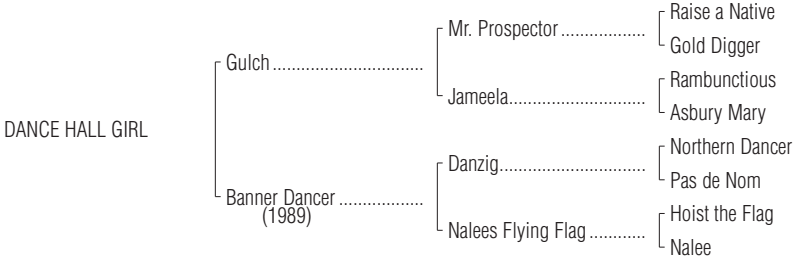 Raise a Native
Mr. Prospector ..................
Gold Digger
Gulch ................................
Rambunctious
Jameela.............................
Asbury Mary
DANCE HALL GIRL
Northern Dancer
Danzig...............................
Pas de Nom
Banner Dancer ..................
(1989)
Hoist the Flag
Nalees Flying Flag ............
Nalee